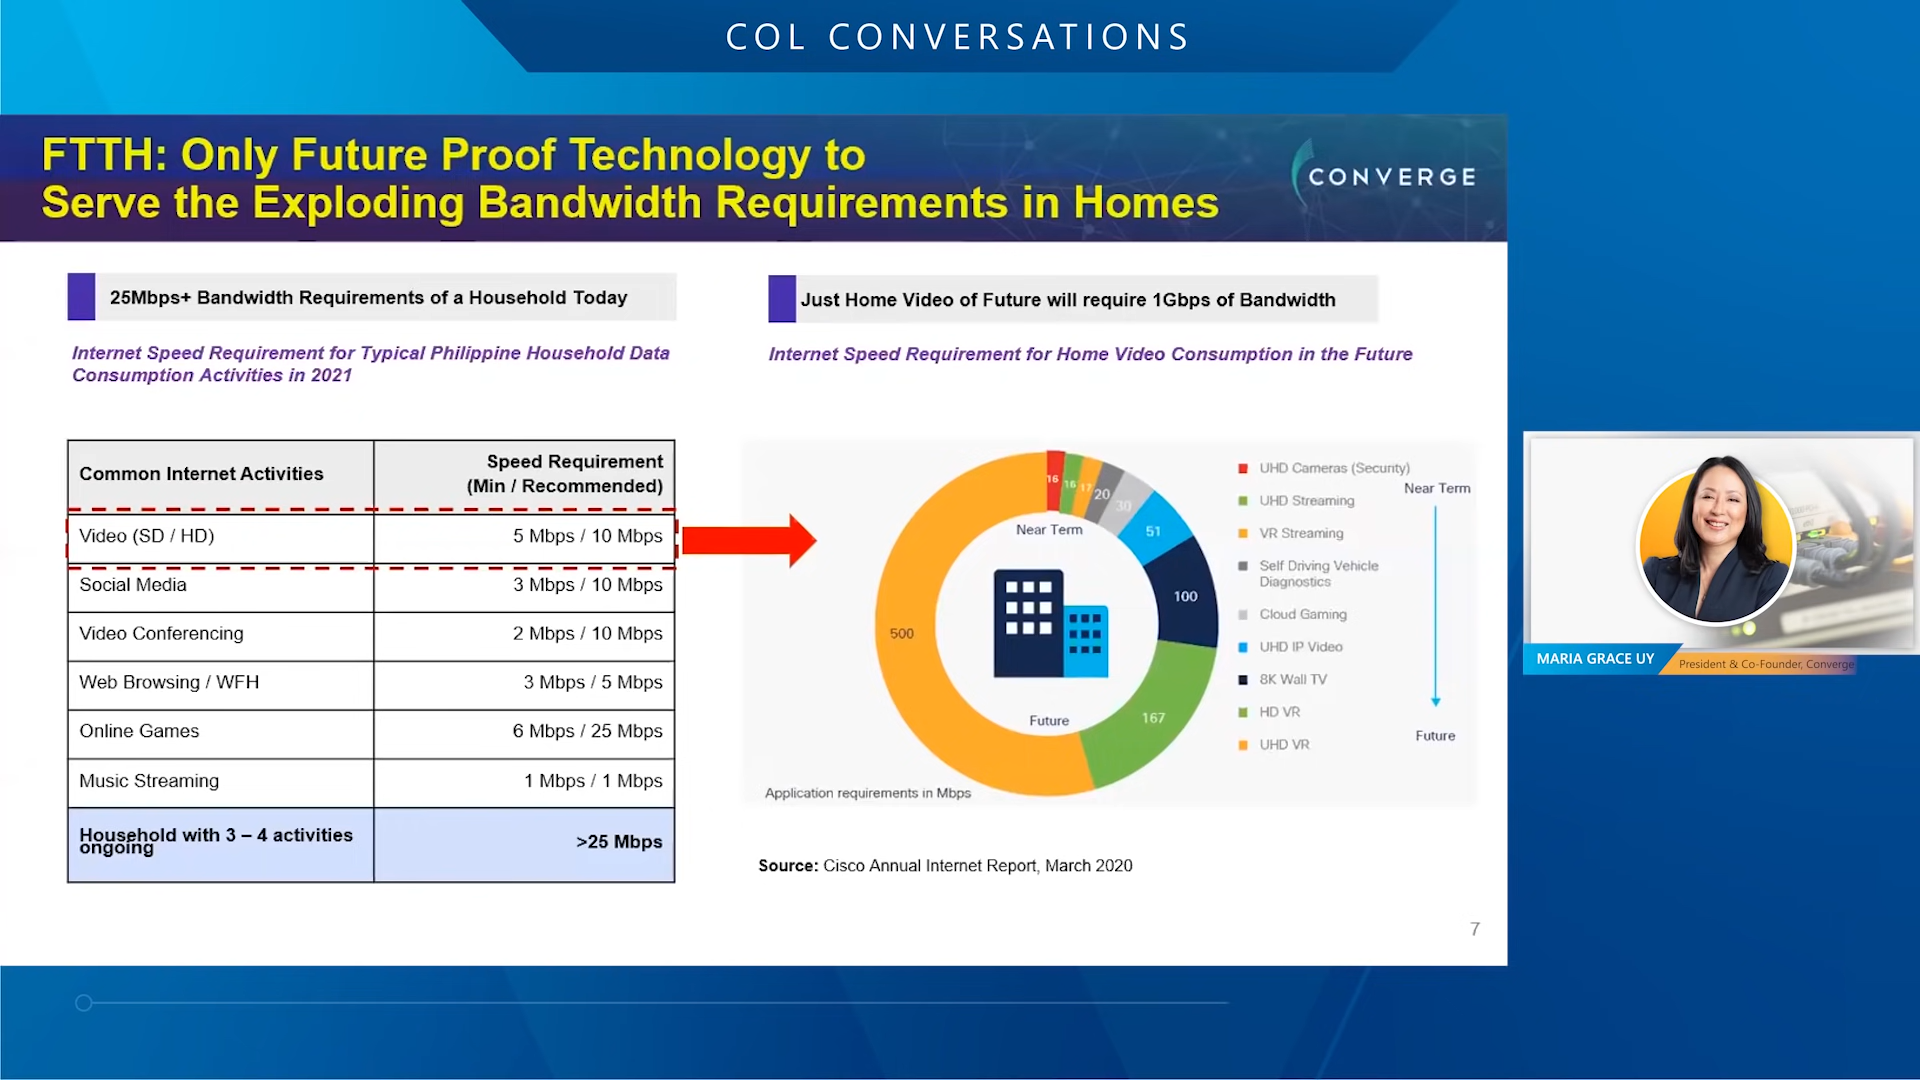 COL CONVERSATIONS
FTTH: Only Future Proof Technology to
Serve the Exploding Bandwidth Requirements in Homes
CONVERGE
25Mbps+ Bandwidth Requirements of a Household Today
Internet Speed Requirement for Typical Philippine Household Data
Consumption Activities in 2021
Common Internet Activities
Speed Requirement
(Min / Recommended)
Video (SD / HD)
5 Mbps / 10 Mbps
Social Media
3 Mbps / 10 Mbps
Video Conferencing
2 Mbps / 10 Mbps
Web Browsing / WFH
3 Mbps / 5 Mbps
Online Games
6 Mbps / 25 Mbps
Music Streaming
1 Mbps / 1 Mbps
Household with 3 – 4 activities
ongoing
>25 Mbps
Just Home Video of Future will require 1Gbps of Bandwidth
Internet Speed Requirement for Home Video Consumption in the Future
16
16
17
20
30
51
100
167
500
Near Term
Future
Application requirements in Mbps
UHD Cameras (Security)
UHD Streaming
VR Streaming
Self Driving Vehicle
Diagnostics
Cloud Gaming
UHD IP Video
8K Wall TV
HD VR
UHD VR
Near Term
Future
Source: Cisco Annual Internet Report, March 2020
7
MARIA GRACE UY
President & Co-Founder, Converge